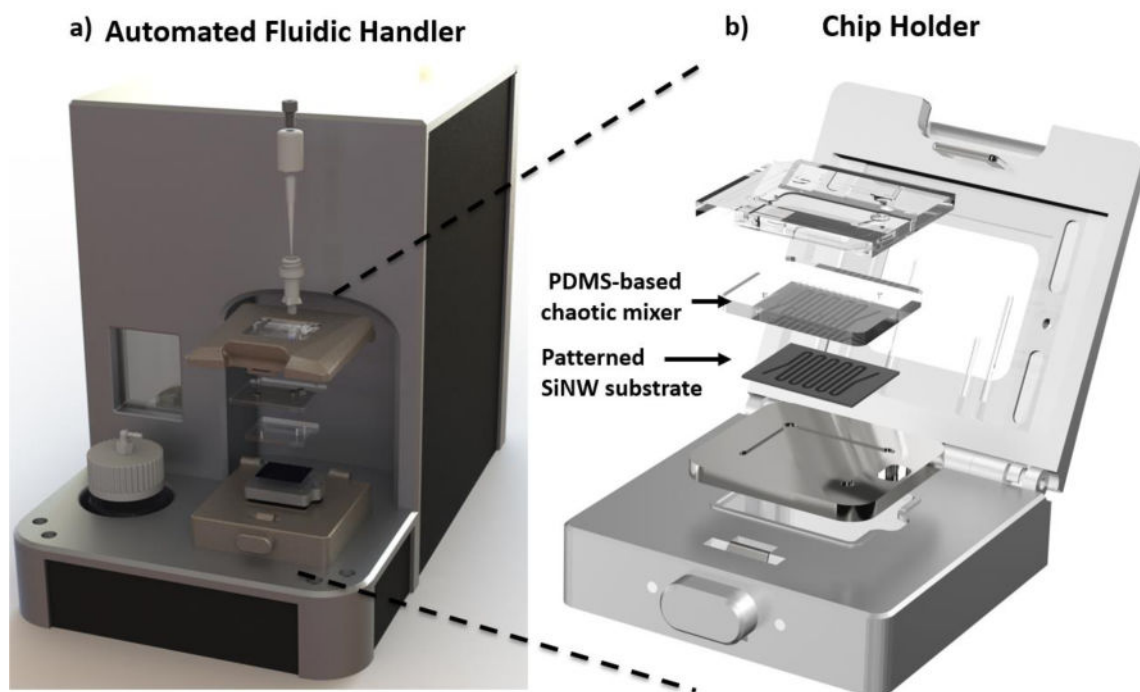 a) Automated Fluidic Handler
b) Chip Holder
PDMS-based
chaotic mixer
Patterned
SiNW substrate